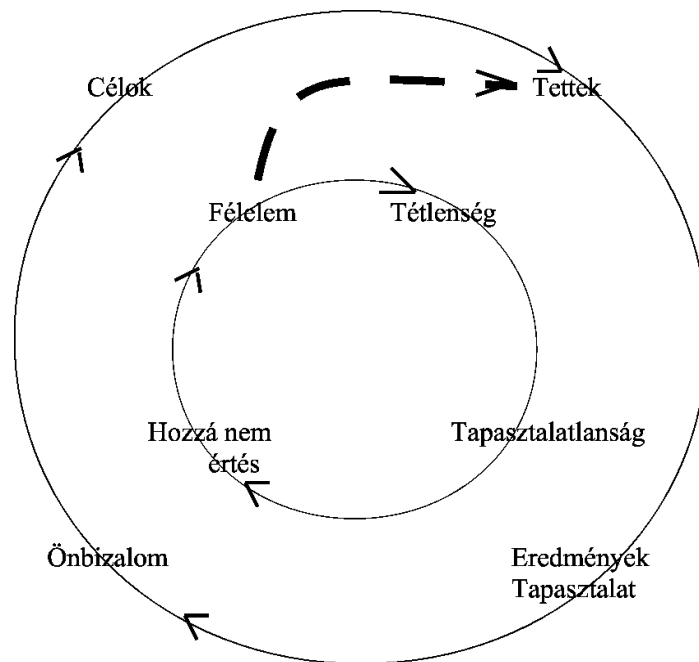 Célok
Tettek
Félelem
Tétlenség
Hozzá nem
értés
Tapasztalatlanság
Önbizalom
Eredmények
Tapasztalat